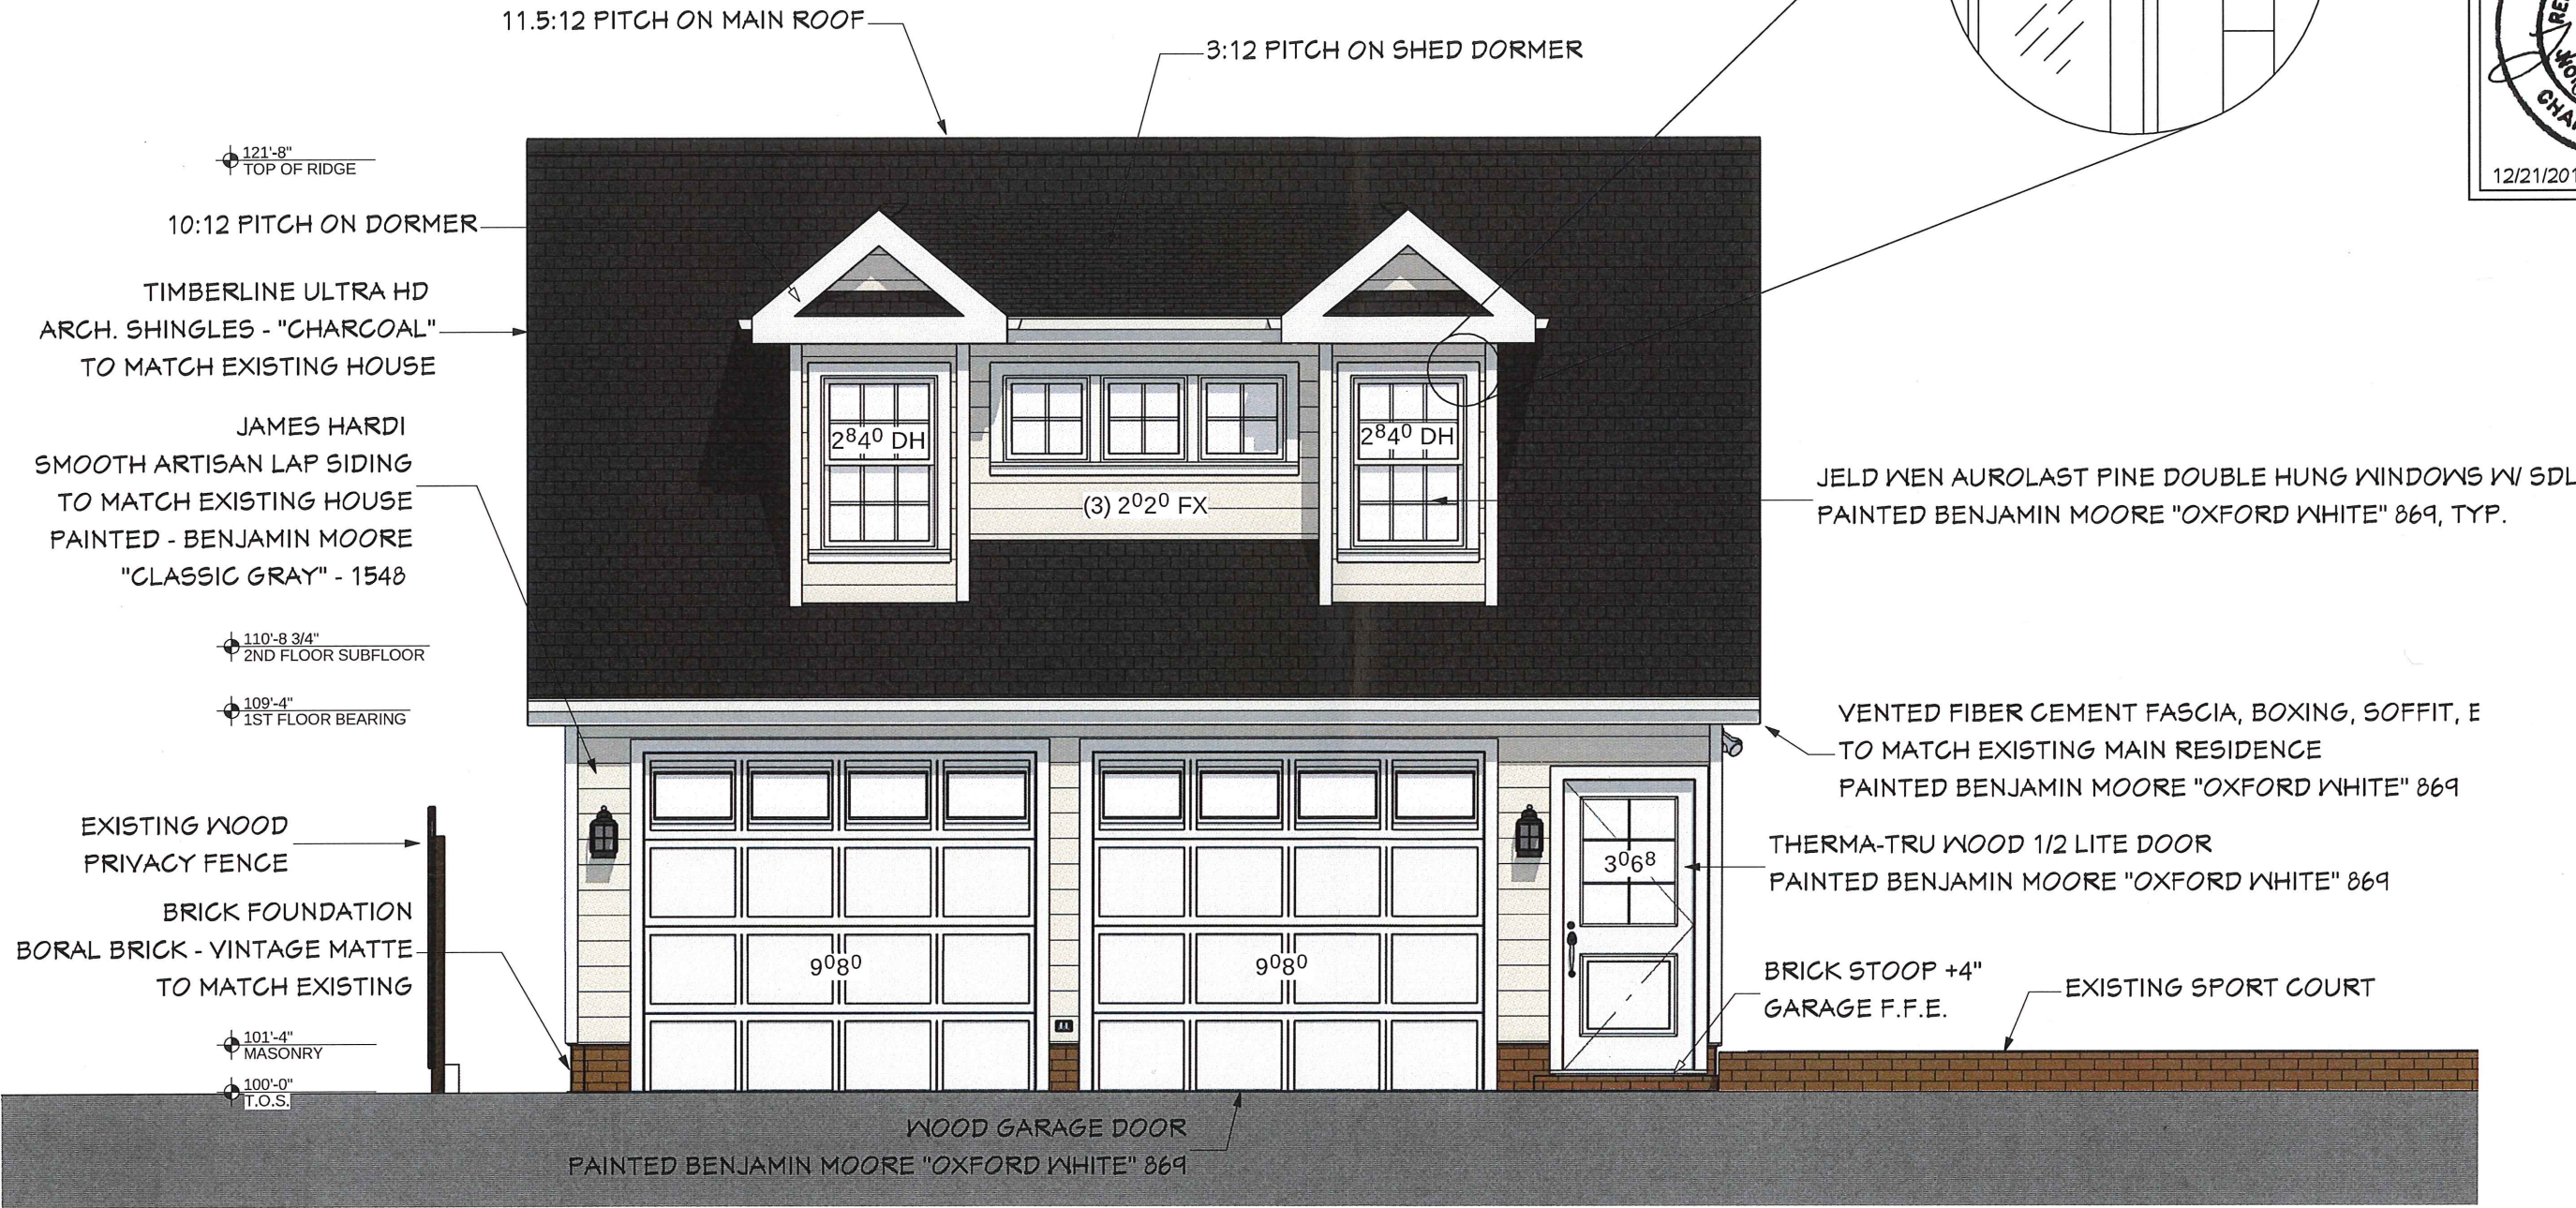 11.5:12 PITCH ON MAIN ROOF
3:12 PITCH ON SHED DORMER
12/21/201
121'-8"
TOP OF RIDGE
10:12 PITCH ON DORMER
TIMBERLINE ULTRA HD
ARCH. SHINGLES - "CHARCOAL"
TO MATCH EXISTING HOUSE
JAMES HARDI
SMOOTH ARTISAN LAP SIDING
TO MATCH EXISTING HOUSE
PAINTED - BENJAMIN MOORE
"CLASSIC GRAY" - 1548
2⁸4⁰ DH
2⁸4⁰ DH
(3) 2⁰2⁰ FX
JELD WEN AUROLAST PINE DOUBLE HUNG WINDOWS W/ SDL
PAINTED BENJAMIN MOORE "OXFORD WHITE" 869, TYP.
110'-8 3/4"
2ND FLOOR SUBFLOOR
109'-4"
1ST FLOOR BEARING
VENTED FIBER CEMENT FASCIA, BOXING, SOFFIT,
TO MATCH EXISTING MAIN RESIDENCE
PAINTED BENJAMIN MOORE "OXFORD WHITE" 869
EXISTING WOOD
PRIVACY FENCE
THERMA-TRU WOOD 1/2 LITE DOOR
PAINTED BENJAMIN MOORE "OXFORD WHITE" 869
3⁰6⁸
BRICK FOUNDATION
BORAL BRICK - VINTAGE MATTE
TO MATCH EXISTING
9⁰8⁰
9⁰8⁰
BRICK STOOP +4"
GARAGE F.F.E.
EXISTING SPORT COURT
101'-4"
MASONRY
100'-0"
T.O.S.
WOOD GARAGE DOOR
PAINTED BENJAMIN MOORE "OXFORD WHITE" 869